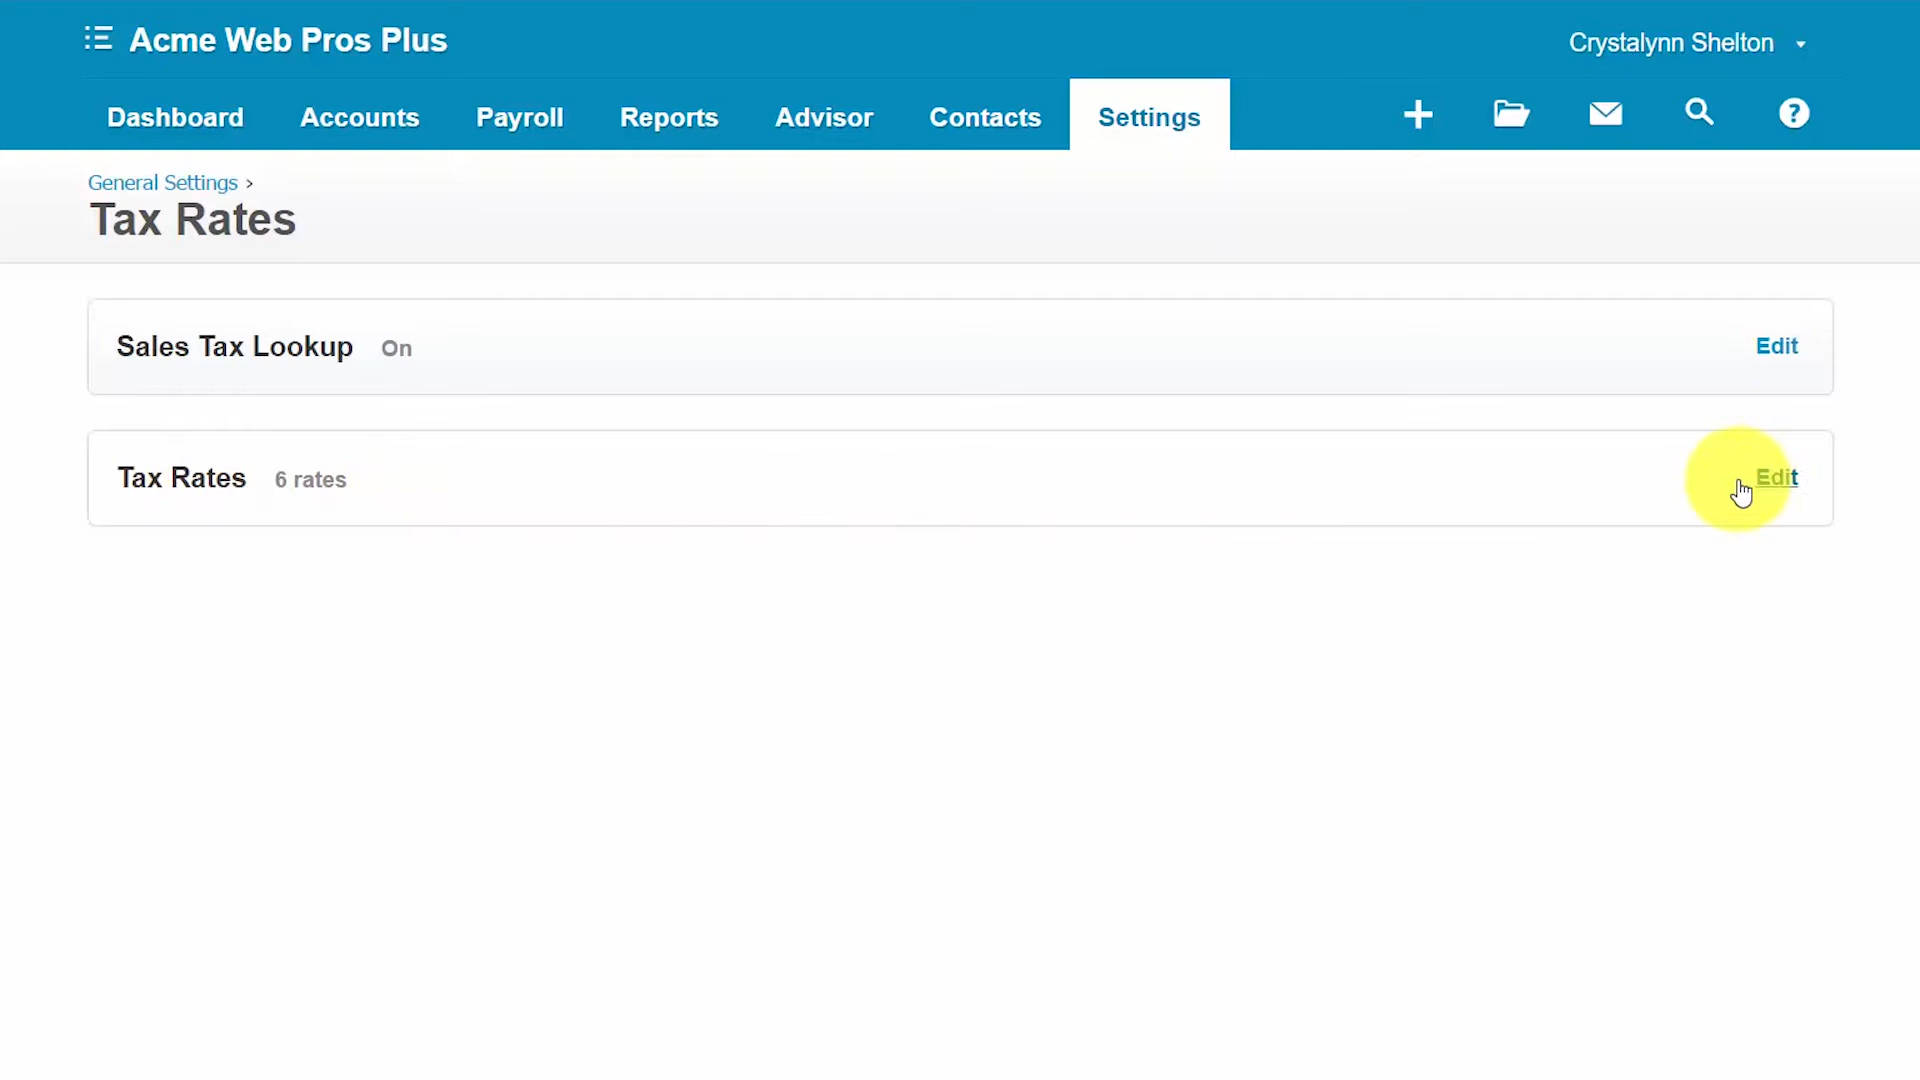 Acme Web Pros Plus
Crystalynn Shelton
Dashboard Accounts Payroll Reports Advisor Contacts Settings ?
General Settings ›
Tax Rates
Sales Tax Lookup On Edit
Tax Rates 6 rates Edit